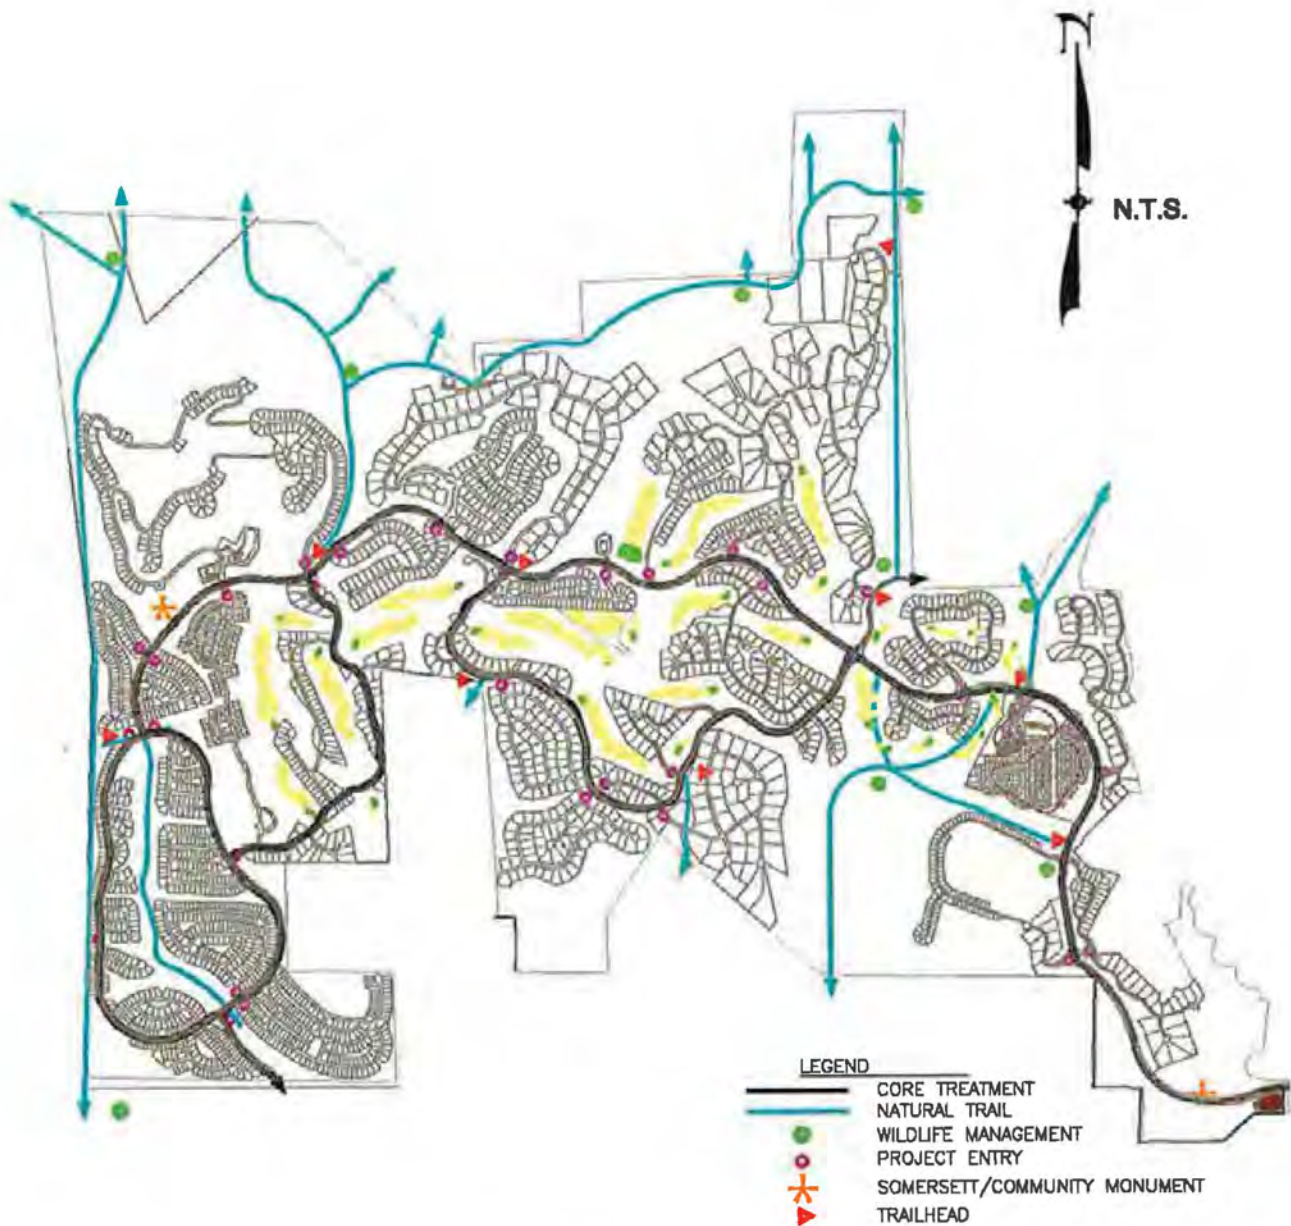 N
N.T.S.
LEGEND
CORE TREATMENT
NATURAL TRAIL
WILDLIFE MANAGEMENT
PROJECT ENTRY
SOMERSETT/COMMUNITY MONUMENT
TRAILHEAD